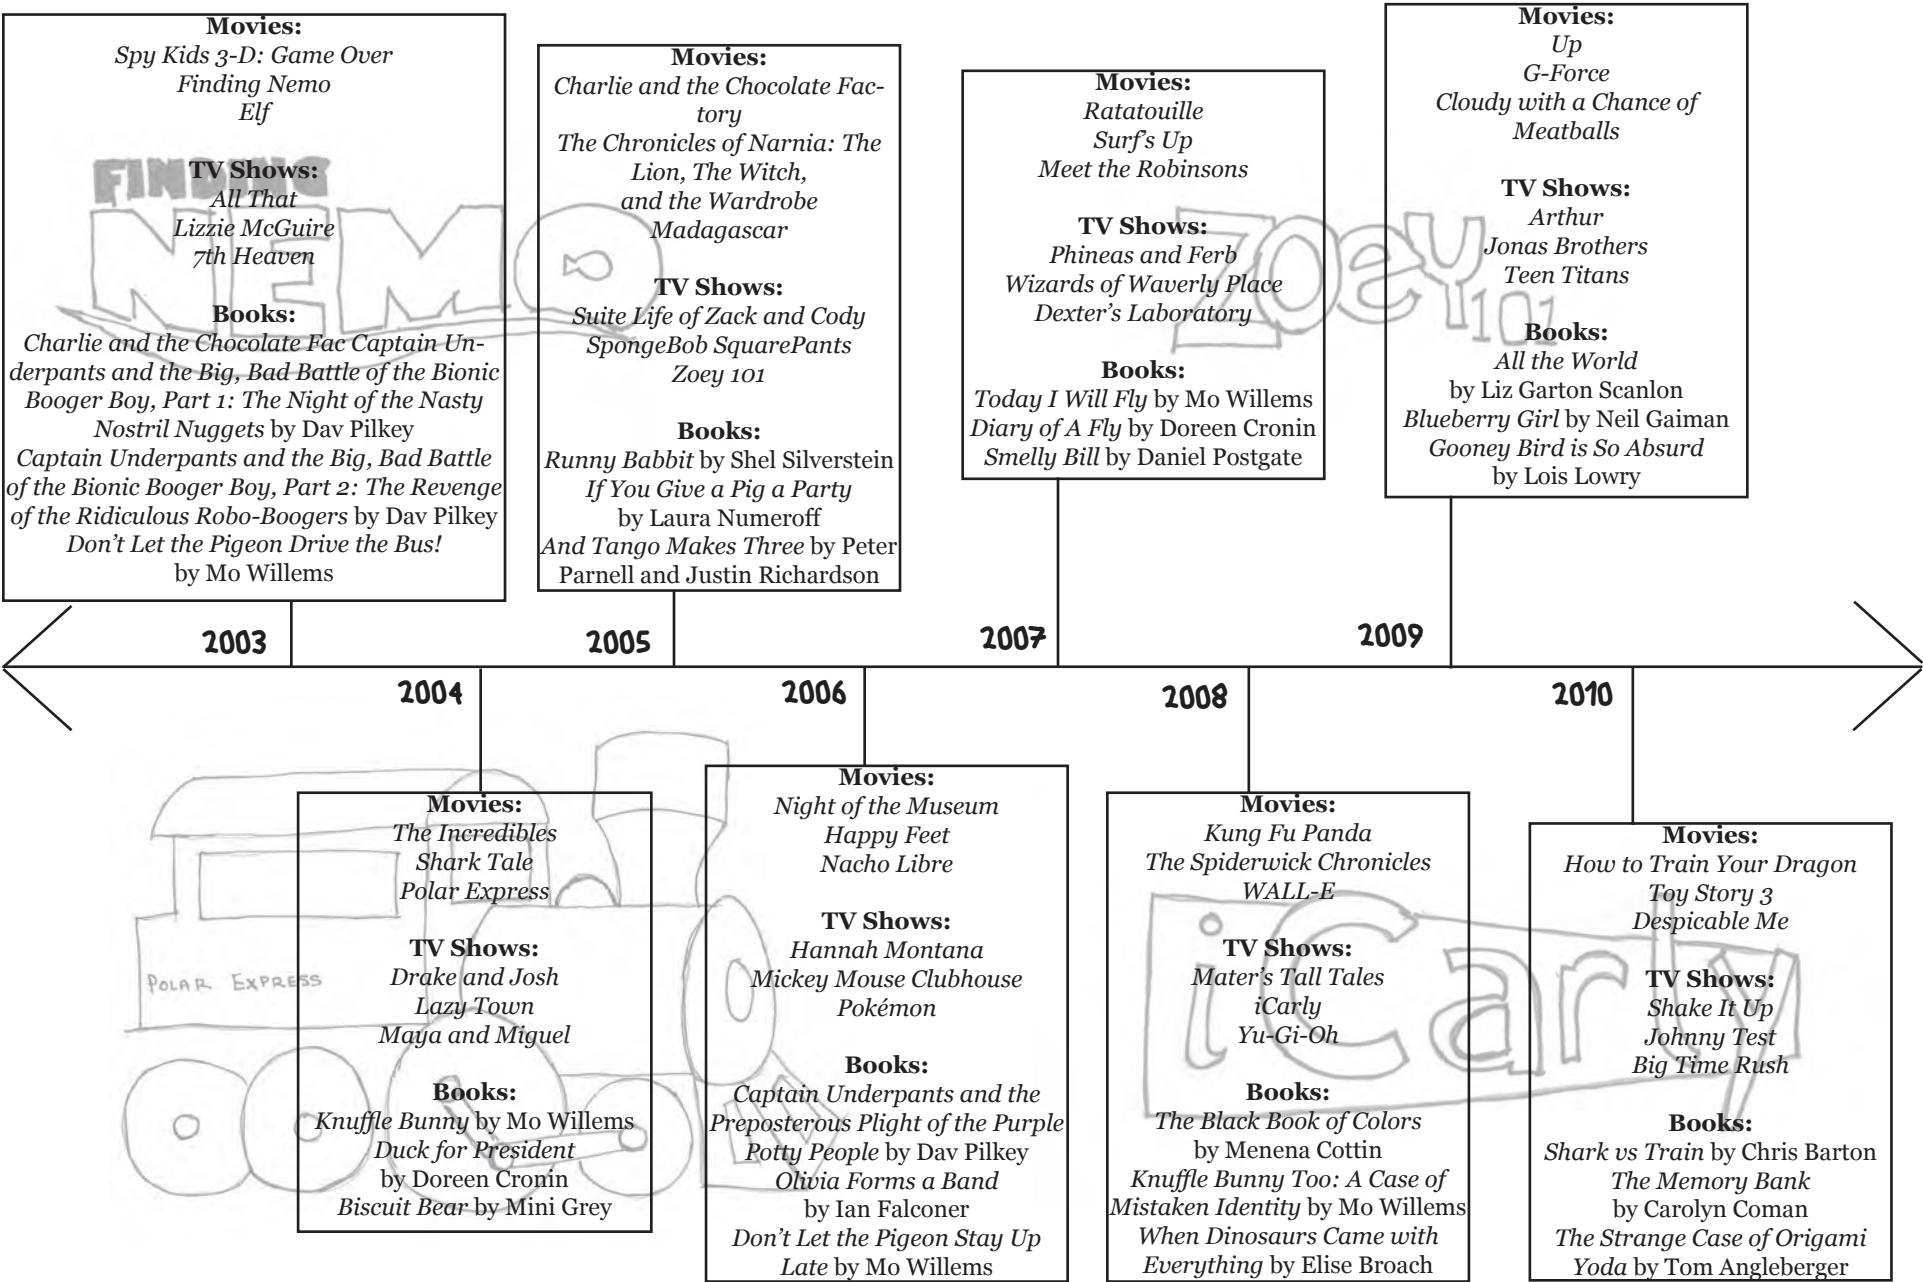 Movies:
Spy Kids 3-D: Game Over
Finding Nemo
Elf
TV Shows:
All That
Lizzie McGuire
7th Heaven
Books:
Charlie and the Chocolate Fac Captain Un-
derpants and the Big, Bad Battle of the Bionic
Booger Boy, Part 1: The Night of the Nasty
Nostril Nuggets by Dav Pilkey
Captain Underpants and the Big, Bad Battle
of the Bionic Booger Boy, Part 2: The Revenge
of the Ridiculous Robo-Boogers by Dav Pilkey
Don't Let the Pigeon Drive the Bus!
by Mo Willems
FINDING
NEMO
2003
Movies:
The Incredibles
Shark Tale
Polar Express
TV Shows:
Drake and Josh
Lazy Town
Maya and Miguel
Books:
Knuffle Bunny by Mo Willems
Duck for President
by Doreen Cronin
Biscuit Bear by Mini Grey
POLAR EXPRESS
2004
Movies:
Charlie and the Chocolate Fac-
tory
The Chronicles of Narnia: The
Lion, The Witch,
and the Wardrobe
Madagascar
TV Shows:
Suite Life of Zack and Cody
SpongeBob SquarePants
Zoey 101
Books:
Runny Babbit by Shel Silverstein
If You Give a Pig a Party
by Laura Numeroff
And Tango Makes Three by Peter
Parnell and Justin Richardson
2005
Movies:
Night of the Museum
Happy Feet
Nacho Libre
TV Shows:
Hannah Montana
Mickey Mouse Clubhouse
Pokémon
Books:
Captain Underpants and the
Preposterous Plight of the Purple
Potty People by Dav Pilkey
Olivia Forms a Band
by Ian Falconer
Don't Let the Pigeon Stay Up
Late by Mo Willems
2006
Movies:
Ratatouille
Surf's Up
Meet the Robinsons
TV Shows:
Phineas and Ferb
Wizards of Waverly Place
Dexter's Laboratory
Books:
Today I Will Fly by Mo Willems
Diary of A Fly by Doreen Cronin
Smelly Bill by Daniel Postgate
2007
Zoey
101
Movies:
Kung Fu Panda
The Spiderwick Chronicles
WALL-E
TV Shows:
Mater's Tall Tales
iCarly
Yu-Gi-Oh
Books:
The Black Book of Colors
by Menena Cottin
Knuffle Bunny Too: A Case of
Mistaken Identity by Mo Willems
When Dinosaurs Came with
Everything by Elise Broach
2008
iCarly
Movies:
Up
G-Force
Cloudy with a Chance of
Meatballs
TV Shows:
Arthur
Jonas Brothers
Teen Titans
Books:
All the World
by Liz Garton Scanlon
Blueberry Girl by Neil Gaiman
Gooney Bird is So Absurd
by Lois Lowry
2009
Movies:
How to Train Your Dragon
Toy Story 3
Despicable Me
TV Shows:
Shake It Up
Johnny Test
Big Time Rush
Books:
Shark vs Train by Chris Barton
The Memory Bank
by Carolyn Coman
The Strange Case of Origami
Yoda by Tom Angleberger
2010